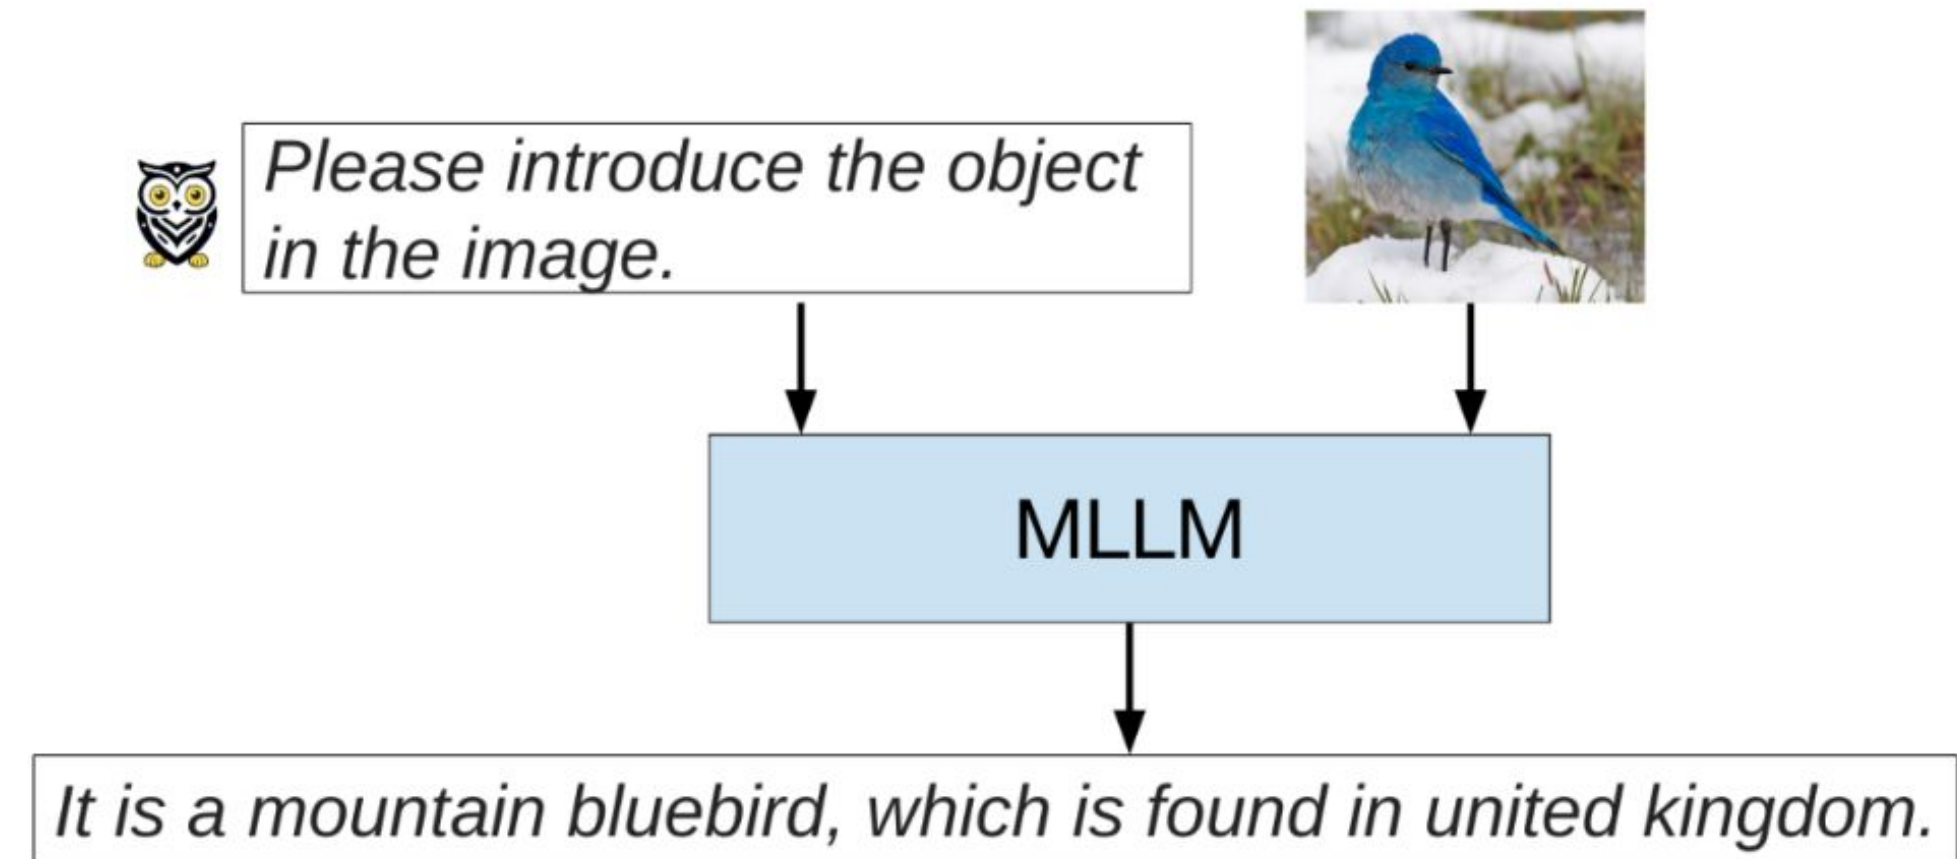 Please introduce the object
in the image.
MLLM
It is a mountain bluebird, which is found in united kingdom.